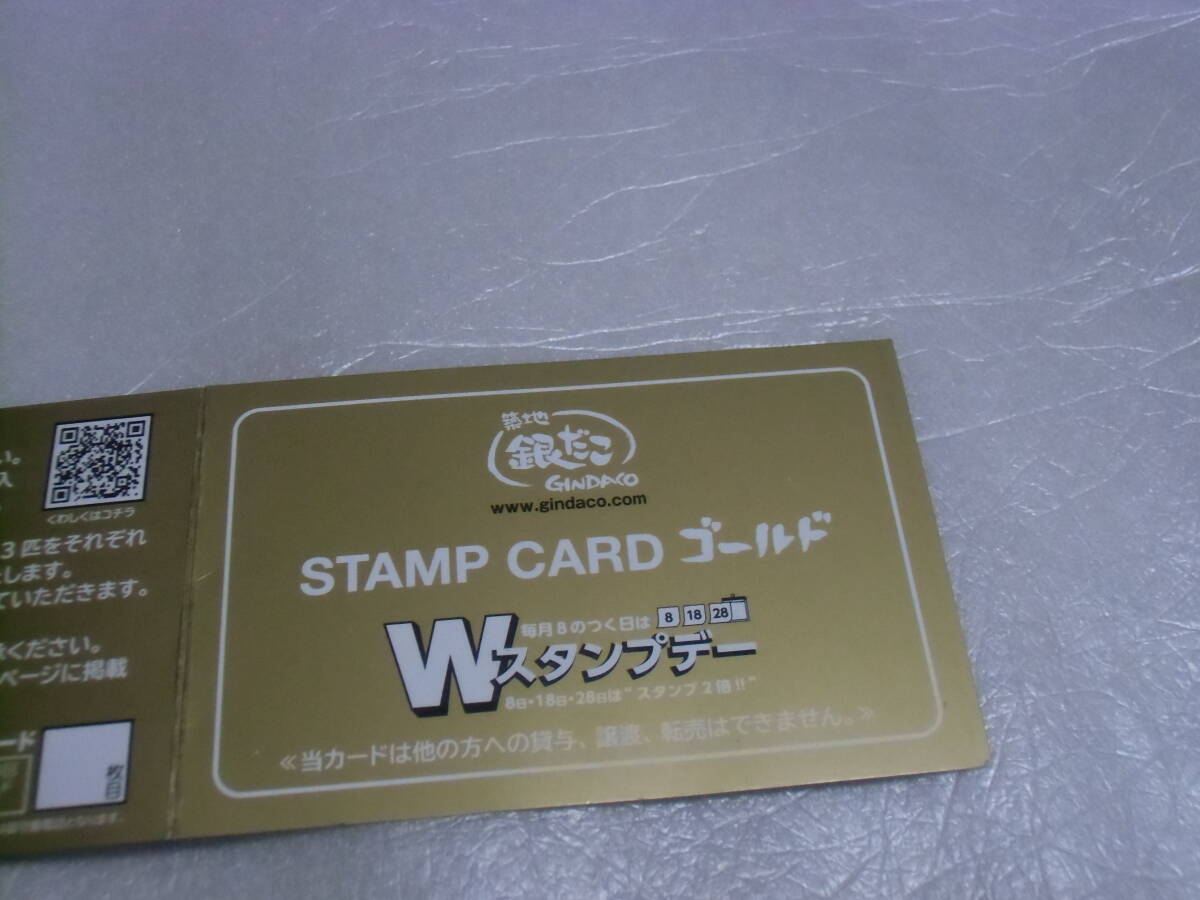 い。
入
くわしくはコチラ
3匹をそれぞれ
します。
ていただきます。
ください。
ページに掲載
ード
枚目
築地
銀だこ
GINDACO
www.gindaco.com
STAMP CARD ゴールド
毎月8のつく日は 8 18 28
Wスタンプデー
8日・18日・28日は"スタンプ2倍!!"
≪当カードは他の方への貸与、譲渡、転売はできません。≫